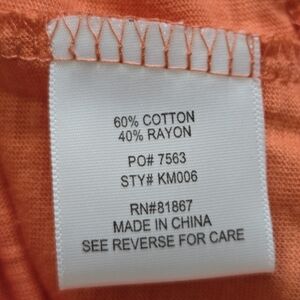 60% COTTON
40% RAYON
PO# 7563
STY# KM006
RN#81867
MADE IN CHINA
SEE REVERSE FOR CARE